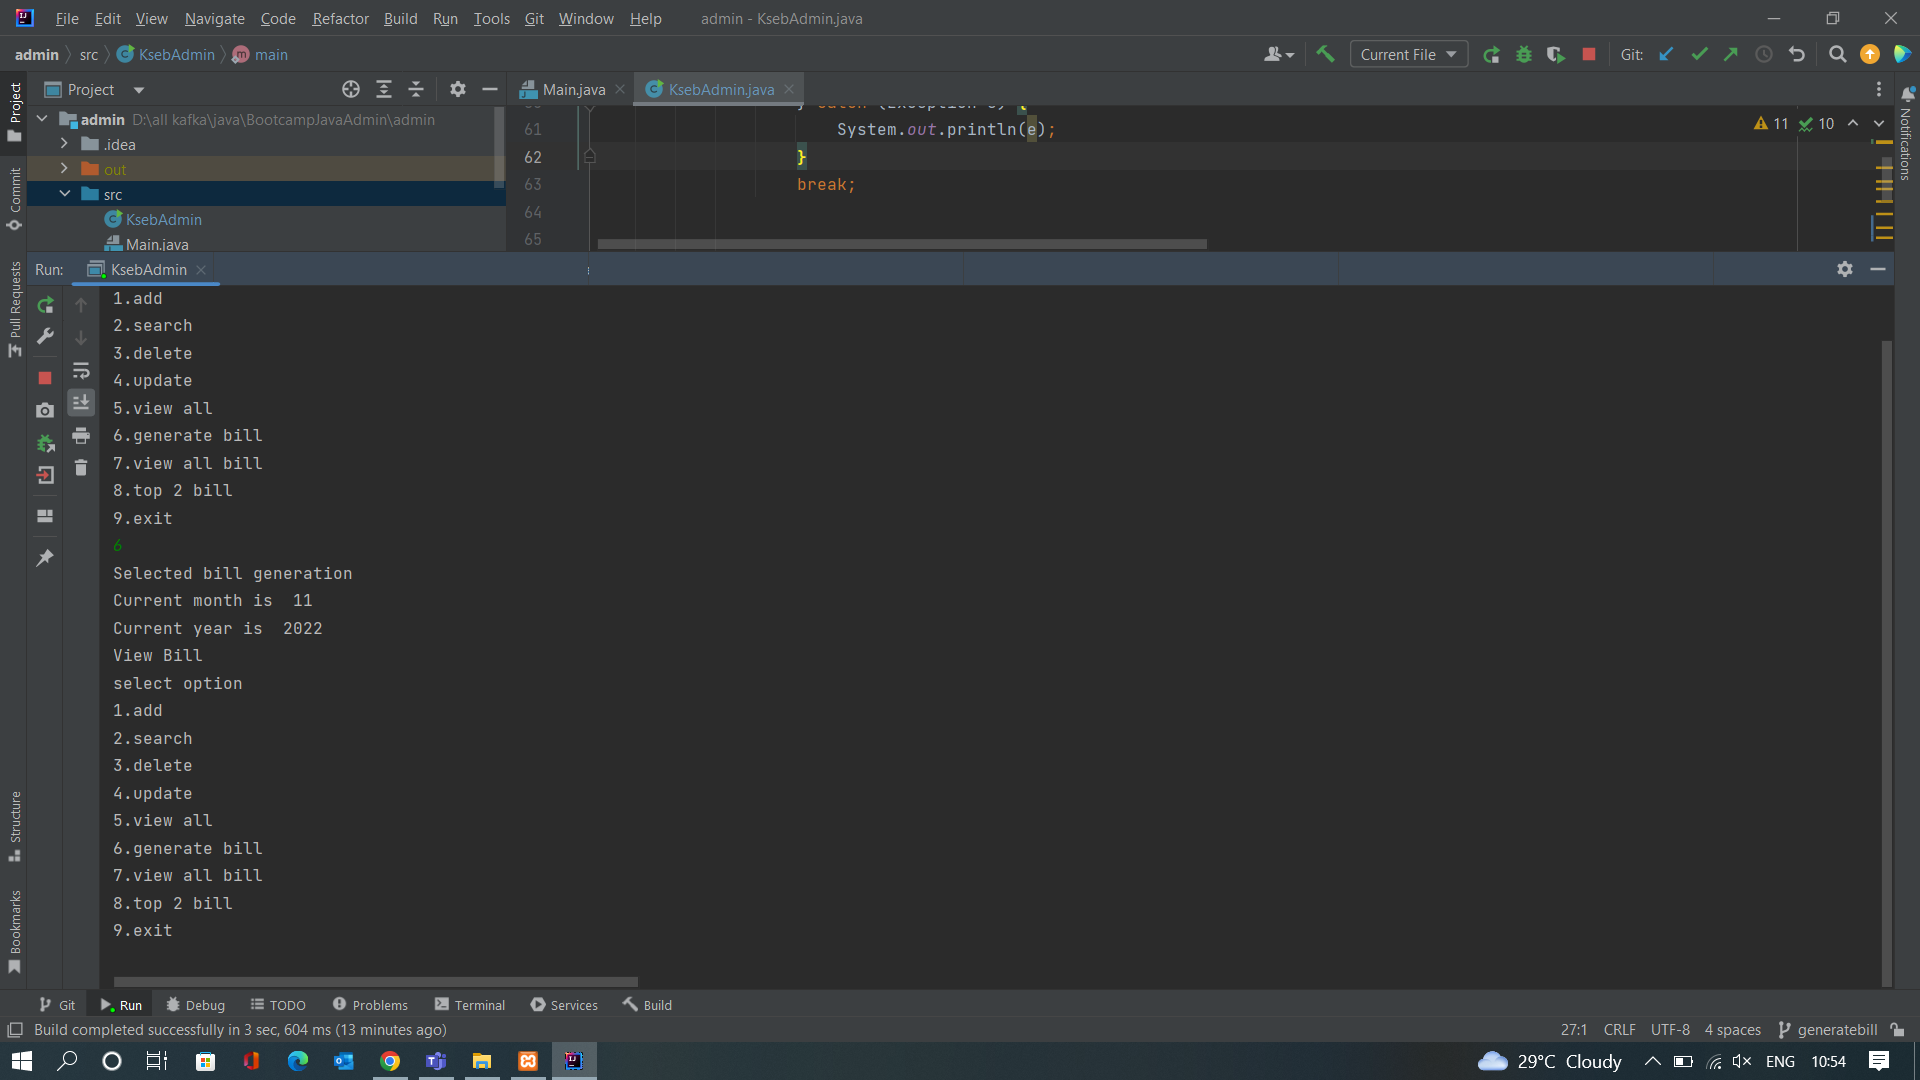 File Edit View Navigate Code Refactor Build Run Tools Git Window Help admin - KsebAdmin.java
admin src KsebAdmin main Current File Git:
Project Main.java KsebAdmin.java
admin D:\all kafka\java\BootcampJavaAdmin\admin
.idea
out
src
KsebAdmin
Main.java
61 System.out.println(e);
62 }
63 break;
64
65
11 10
Project
Commit
Pull Requests
Structure
Bookmarks
Notifications
Run: KsebAdmin
1.add
2.search
3.delete
4.update
5.view all
6.generate bill
7.view all bill
8.top 2 bill
9.exit
6
Selected bill generation
Current month is  11
Current year is  2022
View Bill
select option
1.add
2.search
3.delete
4.update
5.view all
6.generate bill
7.view all bill
8.top 2 bill
9.exit
Git Run Debug TODO Problems Terminal Services Build
Build completed successfully in 3 sec, 604 ms (13 minutes ago) 27:1 CRLF UTF-8 4 spaces generatebill
29°C Cloudy ENG 10:54